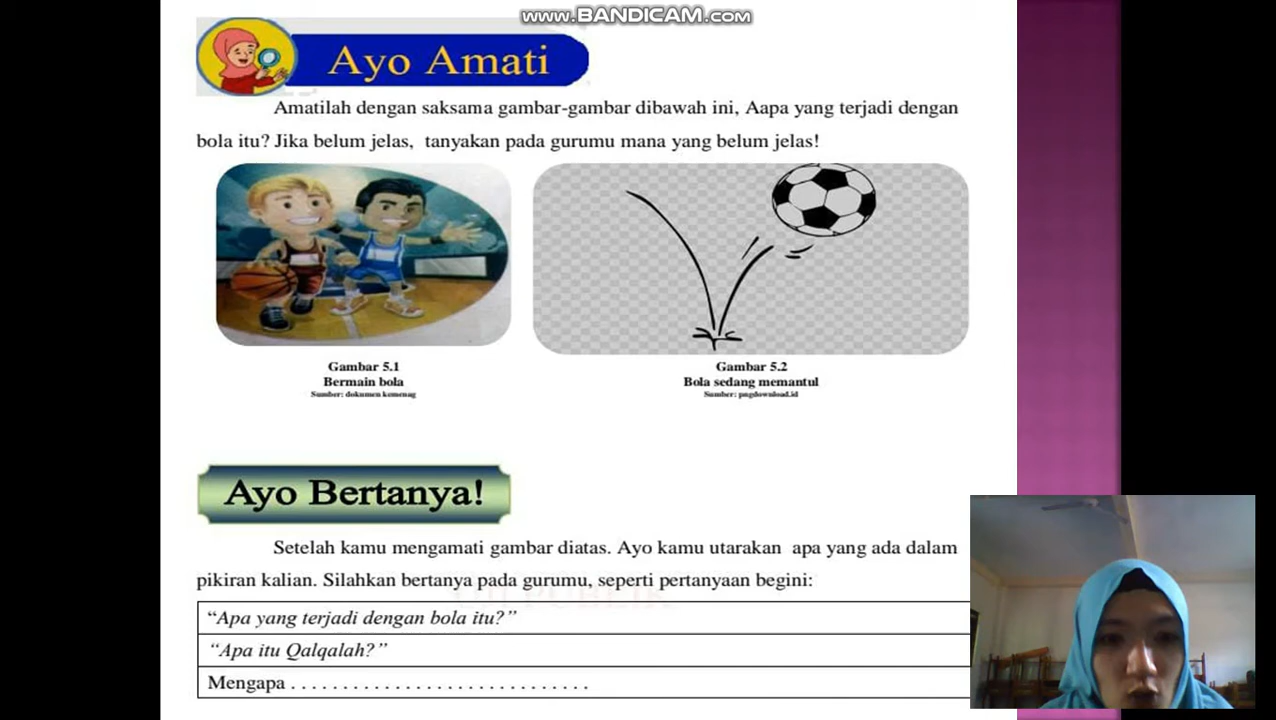 www.BANDICAM.com
Ayo Amati
Amatilah dengan saksama gambar-gambar dibawah ini, Aapa yang terjadi dengan
bola itu? Jika belum jelas, tanyakan pada gurumu mana yang belum jelas!
Gambar 5.1
Bermain bola
Sumber: dokumen kemenag
Gambar 5.2
Bola sedang memantul
Sumber: pngdownload.id
Ayo Bertanya!
Setelah kamu mengamati gambar diatas. Ayo kamu utarakan apa yang ada dalam
pikiran kalian. Silahkan bertanya pada gurumu, seperti pertanyaan begini:
"Apa yang terjadi dengan bola itu?"
"Apa itu Qalqalah?"
Mengapa . . . . . . . . . . . . . . . . . . . . . . . . . . . . .